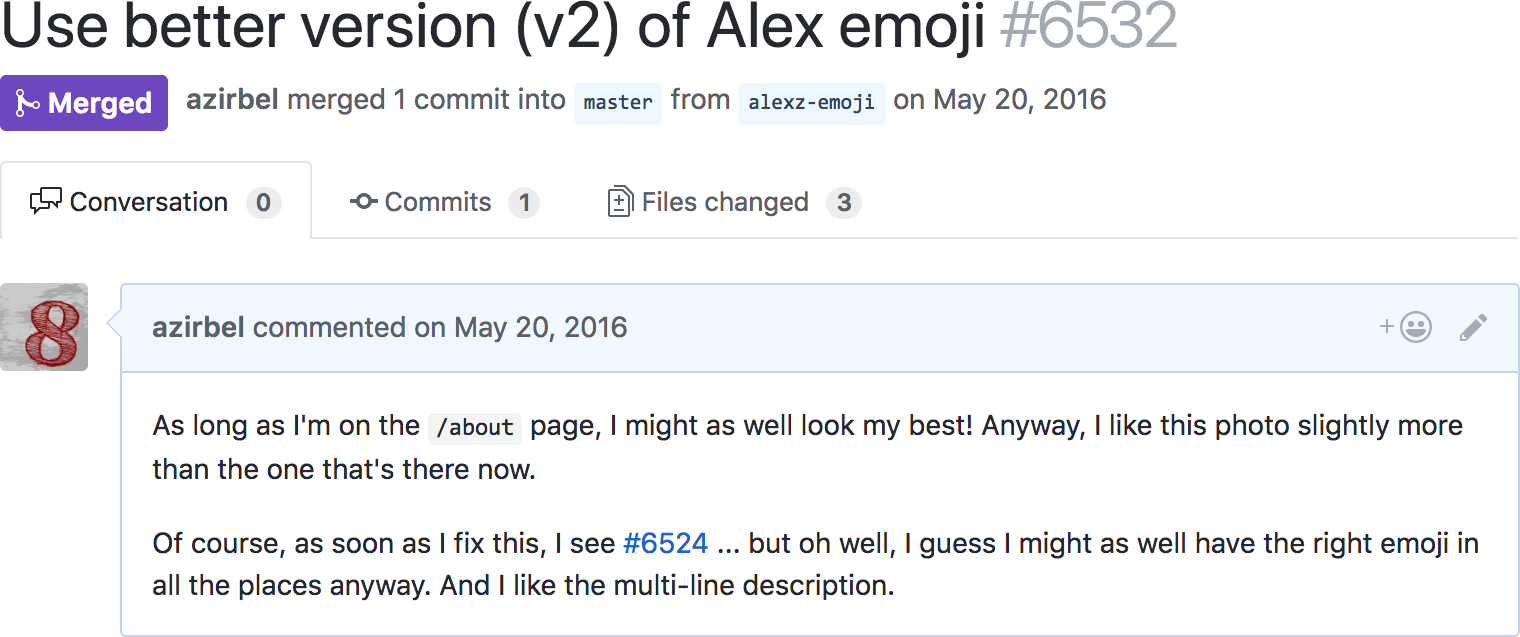 Use better version (v2) of Alex emoji #6532
Merged azirbel merged 1 commit into master from alexz-emoji on May 20, 2016
Conversation 0 Commits 1 Files changed 3
8
azirbel commented on May 20, 2016
As long as I'm on the /about page, I might as well look my best! Anyway, I like this photo slightly more
than the one that's there now.
Of course, as soon as I fix this, I see #6524 ... but oh well, I guess I might as well have the right emoji in
all the places anyway. And I like the multi-line description.